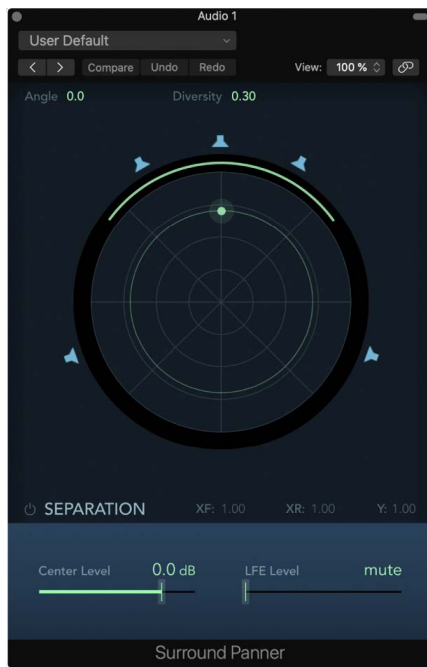 Audio 1
User Default
Compare Undo Redo View: 100 %
Angle 0.0 Diversity 0.30
SEPARATION XF: 1.00 XR: 1.00 Y: 1.00
Center Level 0.0 dB LFE Level mute
Surround Panner